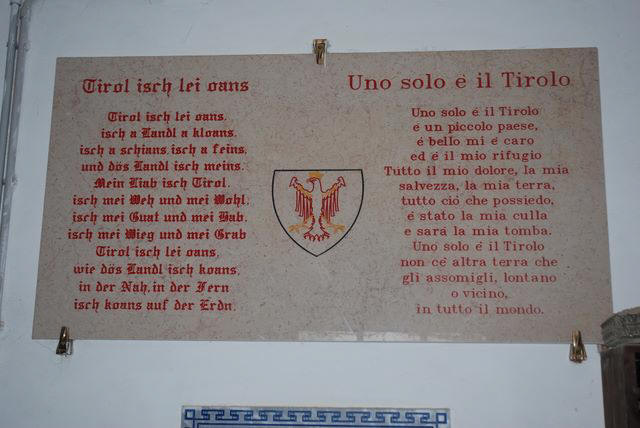 Tirol isch lei oans
Tirol isch lei oans,
isch a Landl a kloans,
isch a schians, isch a feins,
und dös Landl isch meins.
Mein Liab isch Tirol,
isch mei Weh und mei Wohl,
isch mei Guat und mei Hab,
isch mei Wieg und mei Grab
Tirol isch lei oans,
wie dös Landl isch koans,
in der Nah, in der Fern
isch koans auf der Erdn.
Uno solo é il Tirolo
Uno solo é il Tirolo
é un piccolo paese,
é bello mi é caro
ed é il mio rifugio
Tutto il mio dolore, la mia
salvezza, la mia terra,
tutto ció che possiedo,
é stato la mia culla
e sará la mia tomba.
Uno solo é il Tirolo
non cé altra terra che
gli assomigli, lontano
o vicino,
in tutto il mondo.